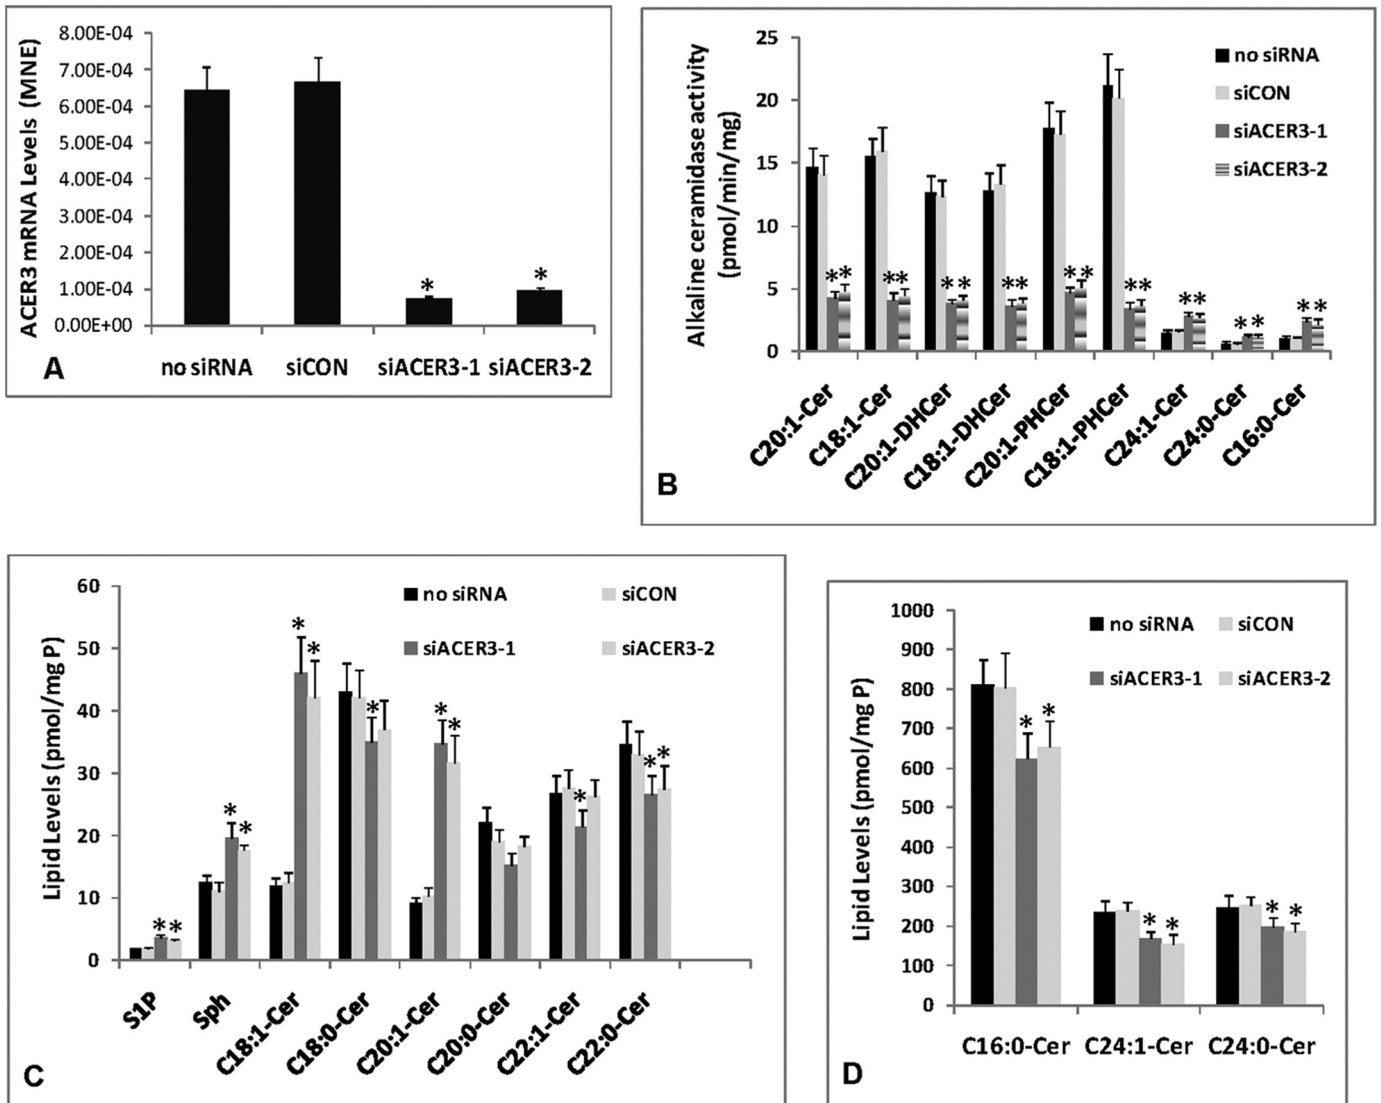 ACER3 mRNA Levels (MNE)
8.00E-04
7.00E-04
6.00E-04
5.00E-04
4.00E-04
3.00E-04
2.00E-04
1.00E-04
0.00E+00
* *
no siRNA siCON siACER3-1 siACER3-2
A
Alkaline ceramidase activity
(pmol/min/mg)
25
20
15
10
5
0
no siRNA
siCON
siACER3-1
siACER3-2
** ** ** ** ** ** ** ** **
C20:1-Cer
C18:1-Cer
C20:1-DHCer
C18:1-DHCer
C20:1-PHCer
C18:1-PHCer
C24:1-Cer
C24:0-Cer
C16:0-Cer
B
Lipid Levels (pmol/mg P)
60
50
40
30
20
10
0
no siRNA siCON
siACER3-1 siACER3-2
** ** ** * ** * **
S1P
Sph
C18:1-Cer
C18:0-Cer
C20:1-Cer
C20:0-Cer
C22:1-Cer
C22:0-Cer
C
Lipid Levels (pmol/mg P)
1000
900
800
700
600
500
400
300
200
100
0
no siRNA siCON
siACER3-1 siACER3-2
** ** **
C16:0-Cer C24:1-Cer C24:0-Cer
D